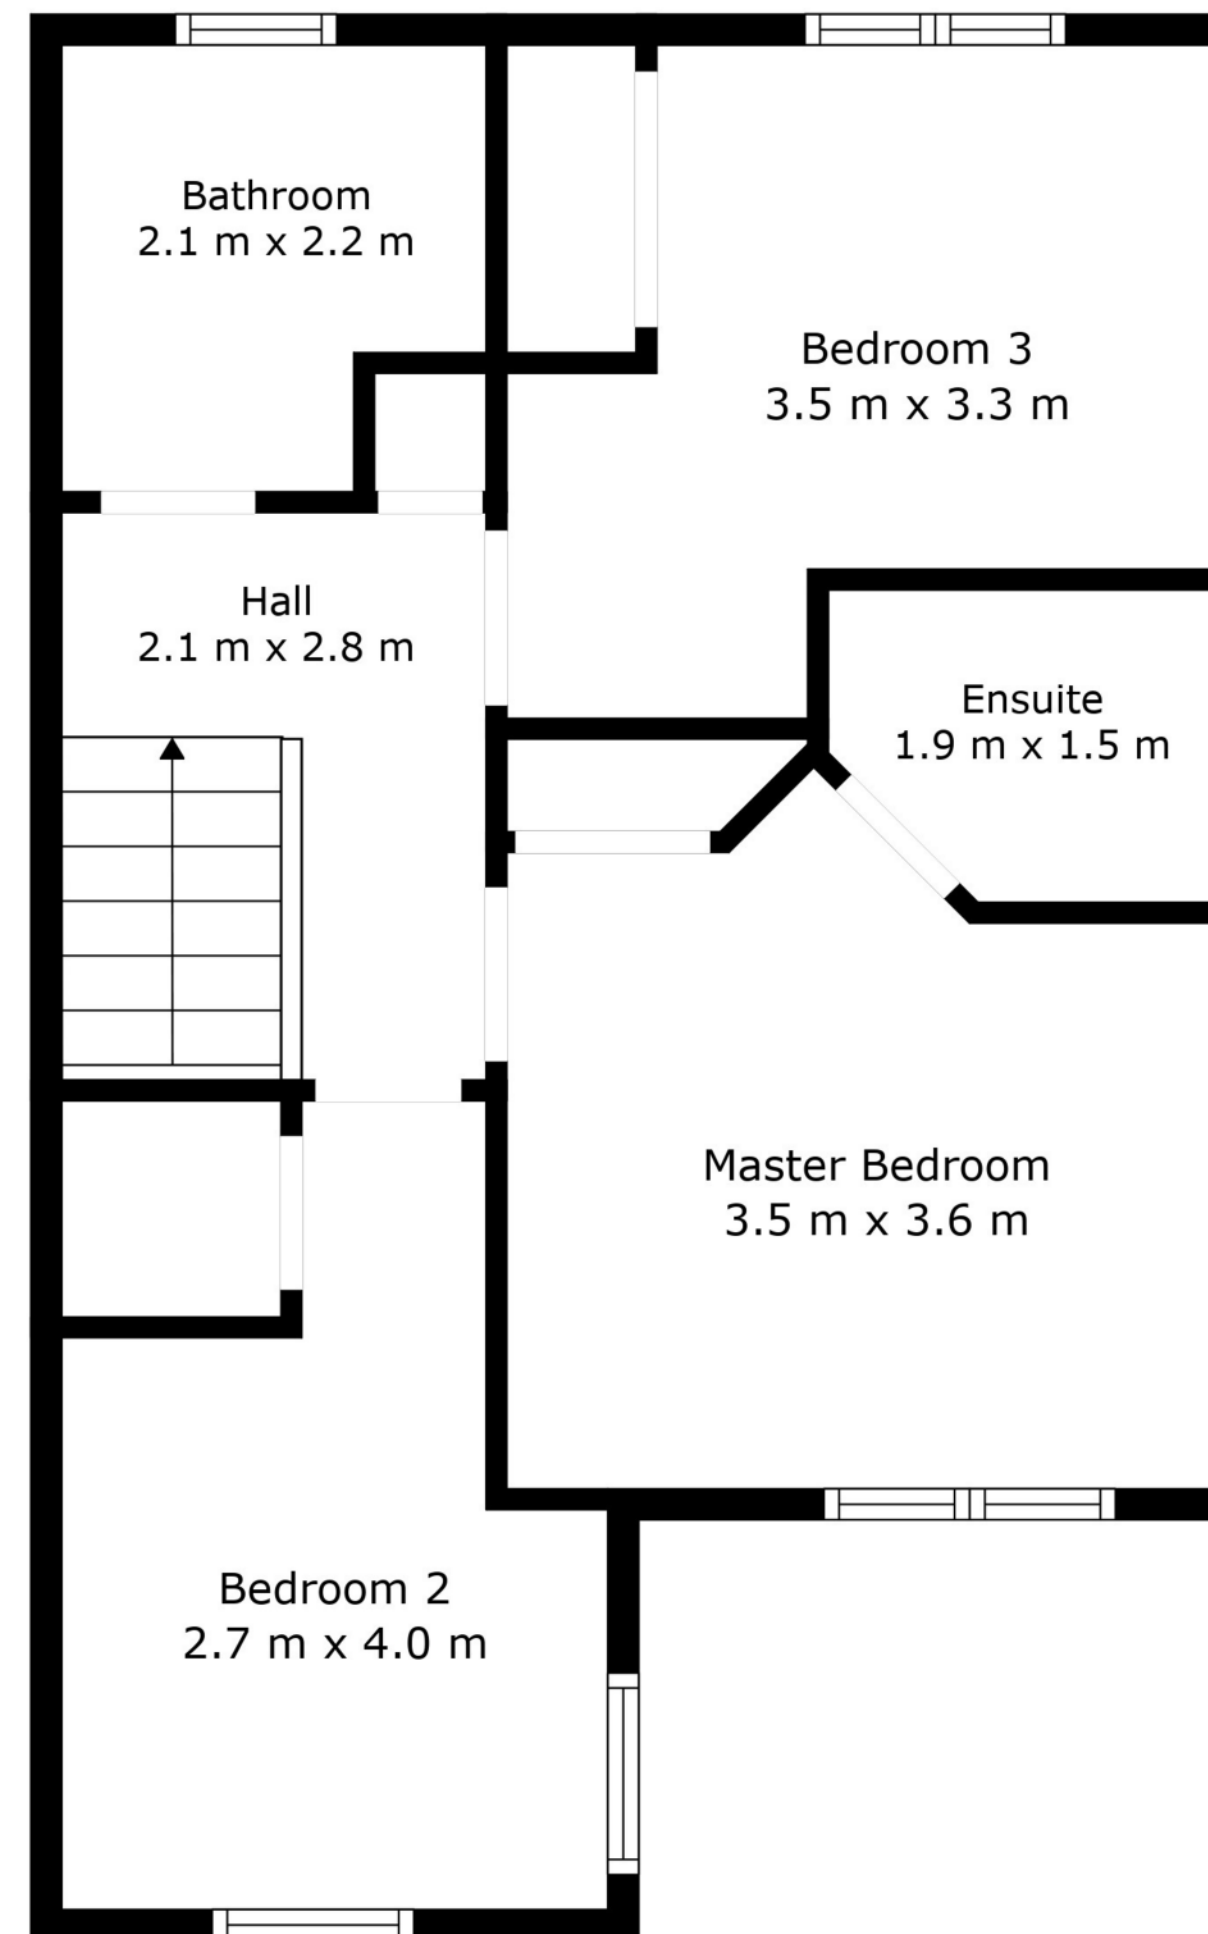 Bathroom
2.1 m x 2.2 m
Bedroom 3
3.5 m x 3.3 m
Hall
2.1 m x 2.8 m
Ensuite
1.9 m x 1.5 m
Master Bedroom
3.5 m x 3.6 m
Bedroom 2
2.7 m x 4.0 m